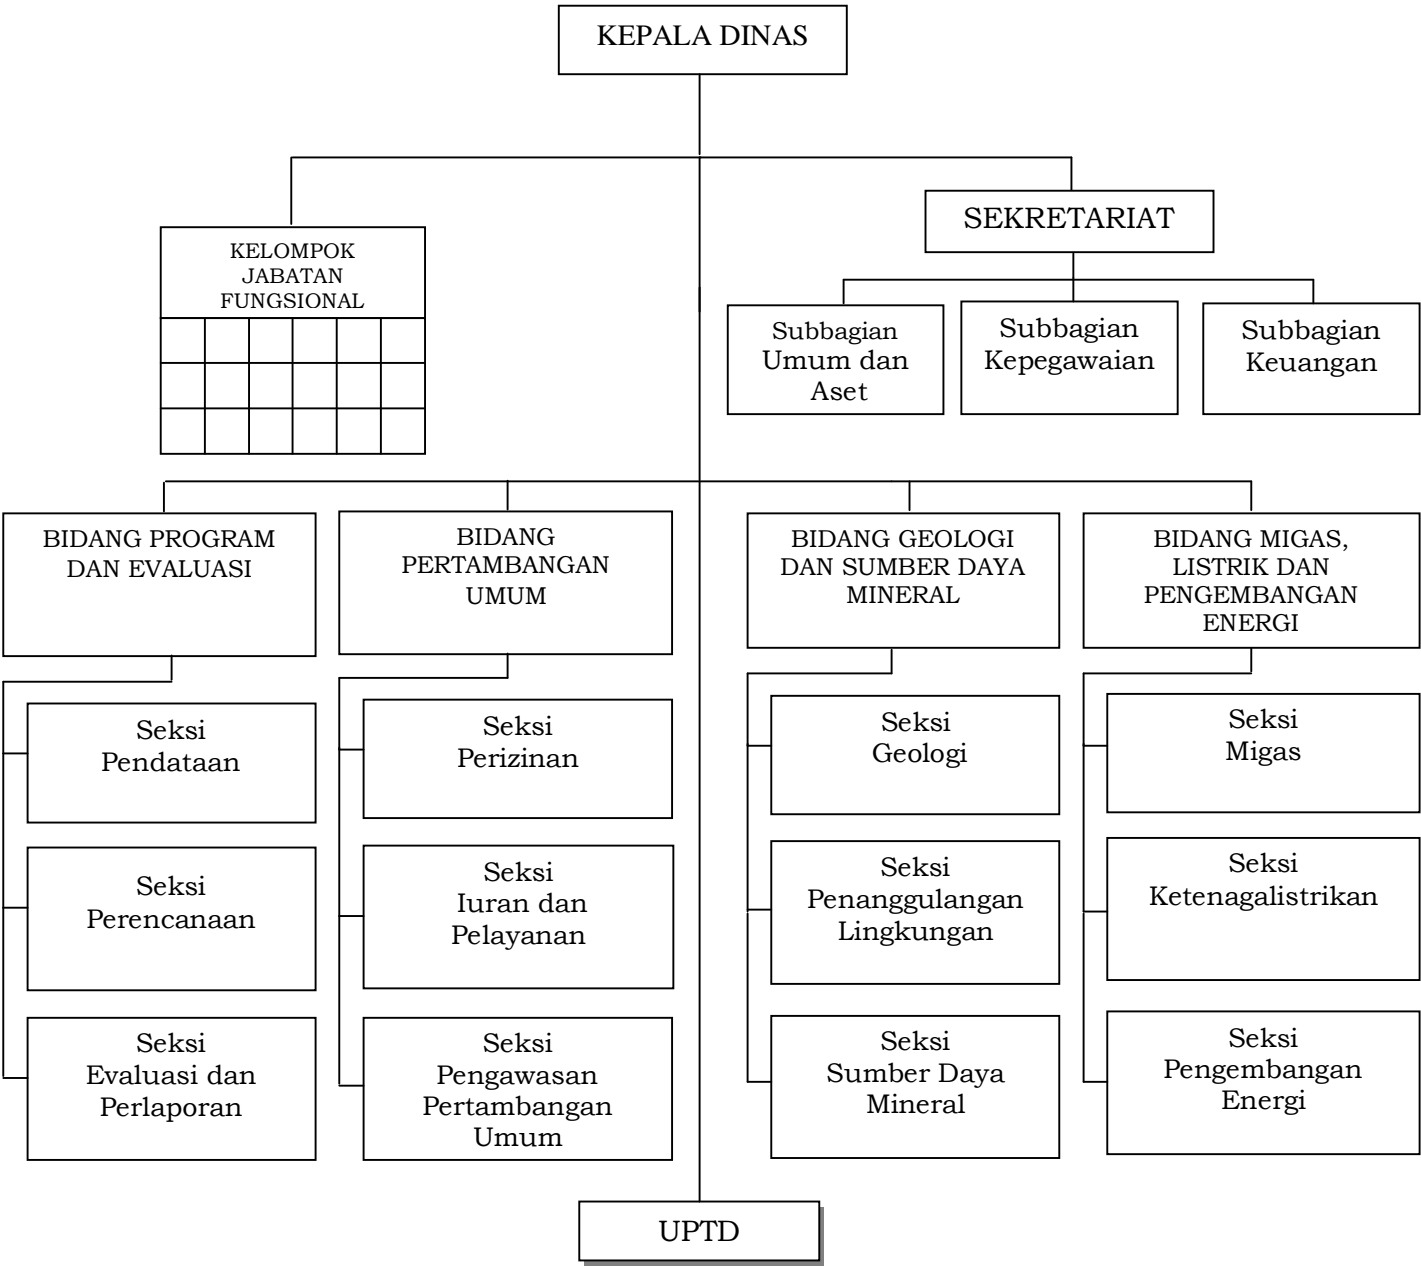 KEPALA DINAS
SEKRETARIAT
KELOMPOK
JABATAN
FUNGSIONAL
Subbagian
Umum dan
Aset
Subbagian
Kepegawaian
Subbagian
Keuangan
BIDANG PROGRAM
DAN EVALUASI
BIDANG
PERTAMBANGAN
UMUM
BIDANG GEOLOGI
DAN SUMBER DAYA
MINERAL
BIDANG MIGAS,
LISTRIK DAN
PENGEMBANGAN
ENERGI
Seksi
Pendataan
Seksi
Perizinan
Seksi
Geologi
Seksi
Migas
Seksi
Perencanaan
Seksi
Iuran dan
Pelayanan
Seksi
Penanggulangan
Lingkungan
Seksi
Ketenagalistrikan
Seksi
Evaluasi dan
Perlaporan
Seksi
Pengawasan
Pertambangan
Umum
Seksi
Sumber Daya
Mineral
Seksi
Pengembangan
Energi
UPTD